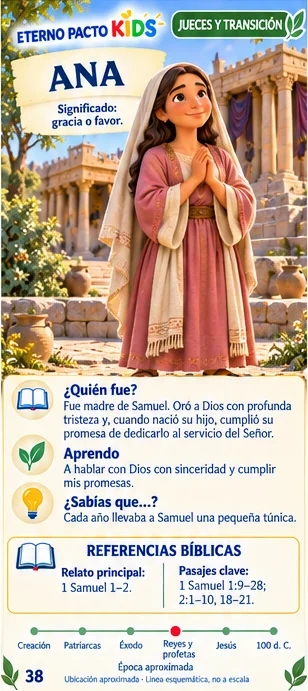 ETERNO PACTO KIDS
JUECES Y TRANSICIÓN
ANA
Significado:
gracia o favor.
¿Quién fue?
Fue madre de Samuel. Oró a Dios con profunda
tristeza y, cuando nació su hijo, cumplió su
promesa de dedicarlo al servicio del Señor.
Aprendo
A hablar con Dios con sinceridad y cumplir
mis promesas.
¿Sabías que...?
Cada año llevaba a Samuel una pequeña túnica.
REFERENCIAS BÍBLICAS
Relato principal:
1 Samuel 1–2.
Pasajes clave:
1 Samuel 1:9–28;
2:1–10, 18–21.
Creación
Patriarcas
Éxodo
Reyes y
profetas
Jesús
100 d. C.
Época aproximada
38
Ubicación aproximada · Línea esquemática, no a escala